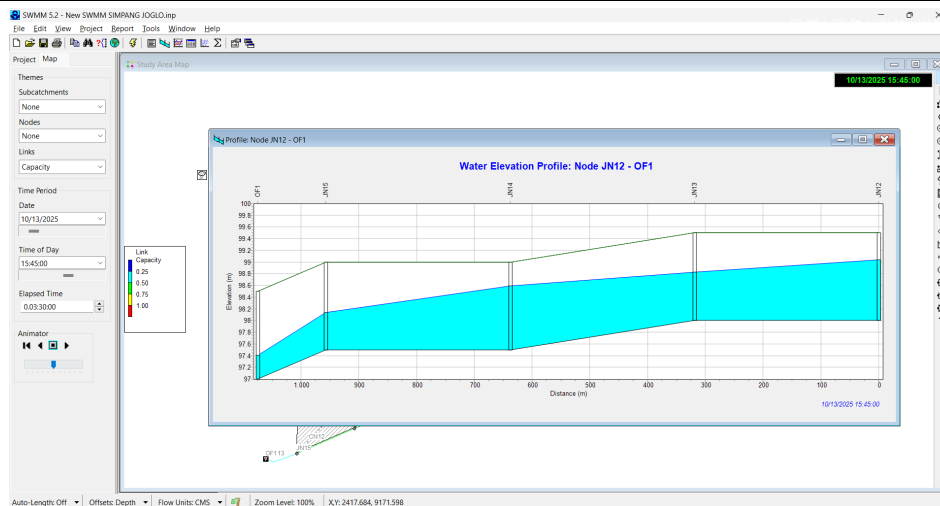 SWMM 5.2 - New SWMM SIMPANG JOGLO.inp
File Edit View Project Report Tools Window Help
Project Map
Study Area Map
10/13/2025 15:45:00
Themes
Subcatchments
None
Nodes
None
Links
Capacity
Time Period
Date
10/13/2025
Time of Day
15:45:00
Elapsed Time
0.03:30:00
Animator
Link
Capacity
0.25
0.50
0.75
1.00
Profile: Node JN12 - OF1
Water Elevation Profile: Node JN12 - OF1
OF1 JN15 JN14 JN13 JN12
100
99.8
99.6
99.4
99.2
99
98.8
98.6
98.4
98.2
98
97.8
97.6
97.4
97.2
97
Elevation (m)
1.000 900 800 700 600 500 400 300 200 100 0
Distance (m)
10/13/2025 15:45:00
CN12
JN15
OF113
Auto-Length: Off Offsets: Depth Flow Units: CMS Zoom Level: 100% X,Y: 2417.684, 9171.598